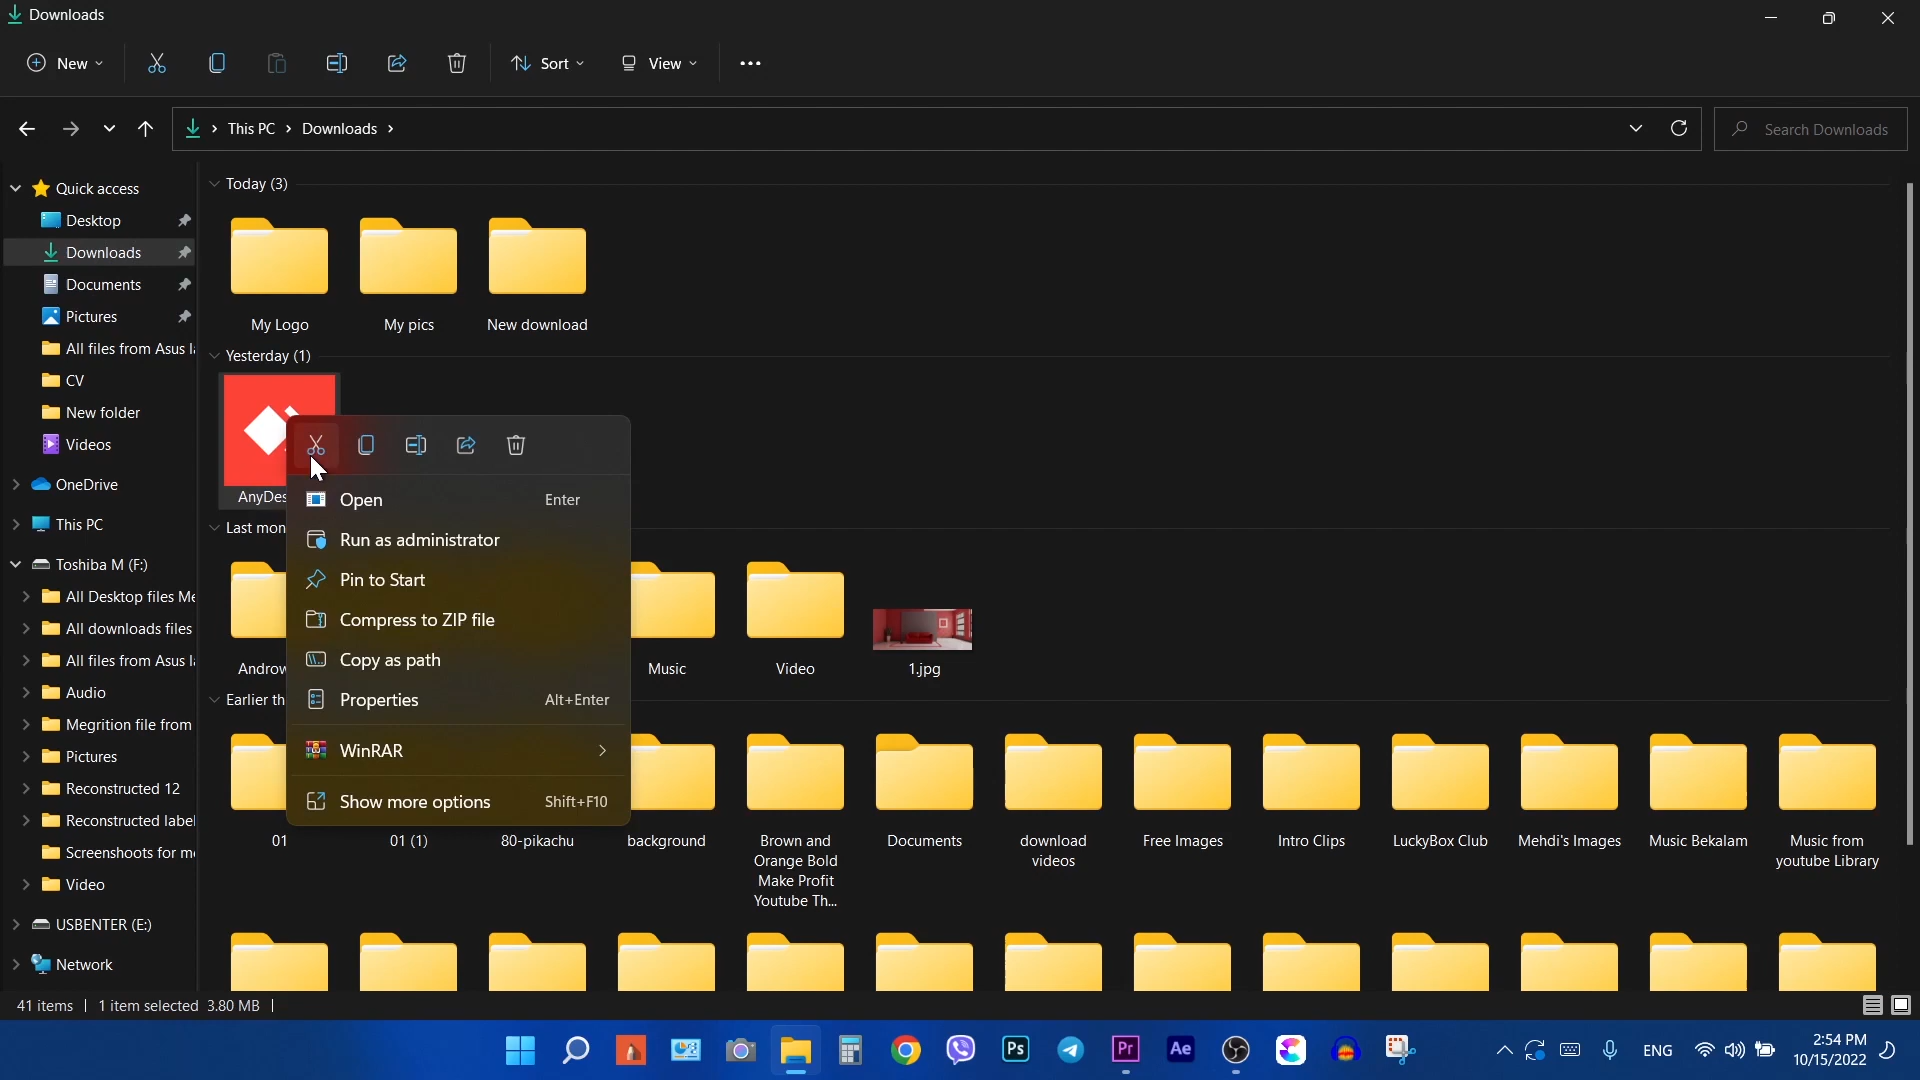 Downloads
New
Sort
View
This PC
Downloads
Search Downloads
Quick access
Desktop
Downloads
Documents
Pictures
All files from Asus
CV
New folder
Videos
OneDrive
This PC
Toshiba M (F:)
All Desktop files
All downloads files
All files from Asus
Audio
Megrition file from
Pictures
Reconstructed 12
Reconstructed
Screenshoots for
Video
USBENTER (E:)
Network
Today (3)
My Logo
My pics
New download
Yesterday (1)
AnyDes
Open Enter
Run as administrator
Pin to Start
Compress to ZIP file
Copy as path
Properties Alt+Enter
WinRAR
Show more options Shift+F10
Last mon
Androw
Music
Video
1.jpg
Earlier th
01
01 (1)
80-pikachu
background
Brown and
Orange Bold
Make Profit
Youtube Th...
Documents
download
videos
Free Images
Intro Clips
LuckyBox Club
Mehdi's Images
Music Bekalam
Music from
youtube Library
41 items
1 item selected 3.80 MB
Ps
Pr
Ae
ENG
2:54 PM
10/15/2022